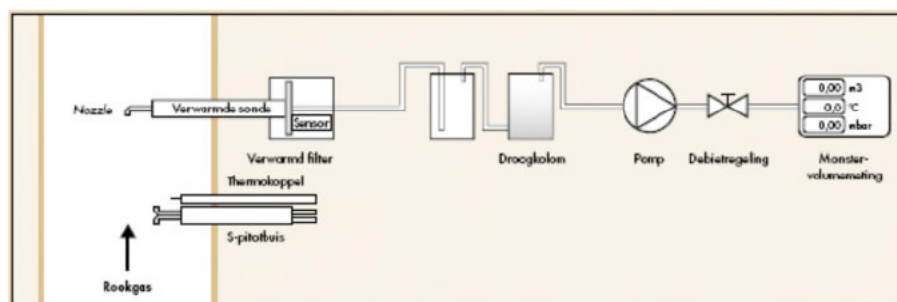 0,00 m3
Nozzle
Verwarmde sonde
0,0 °C
Sensor
0,00 mbar
Verwarmd filter
Droogkolom
Pomp
Debietregeling
Monster-
volumemeting
Thermokoppel
S-pitotbuis
Rookgas